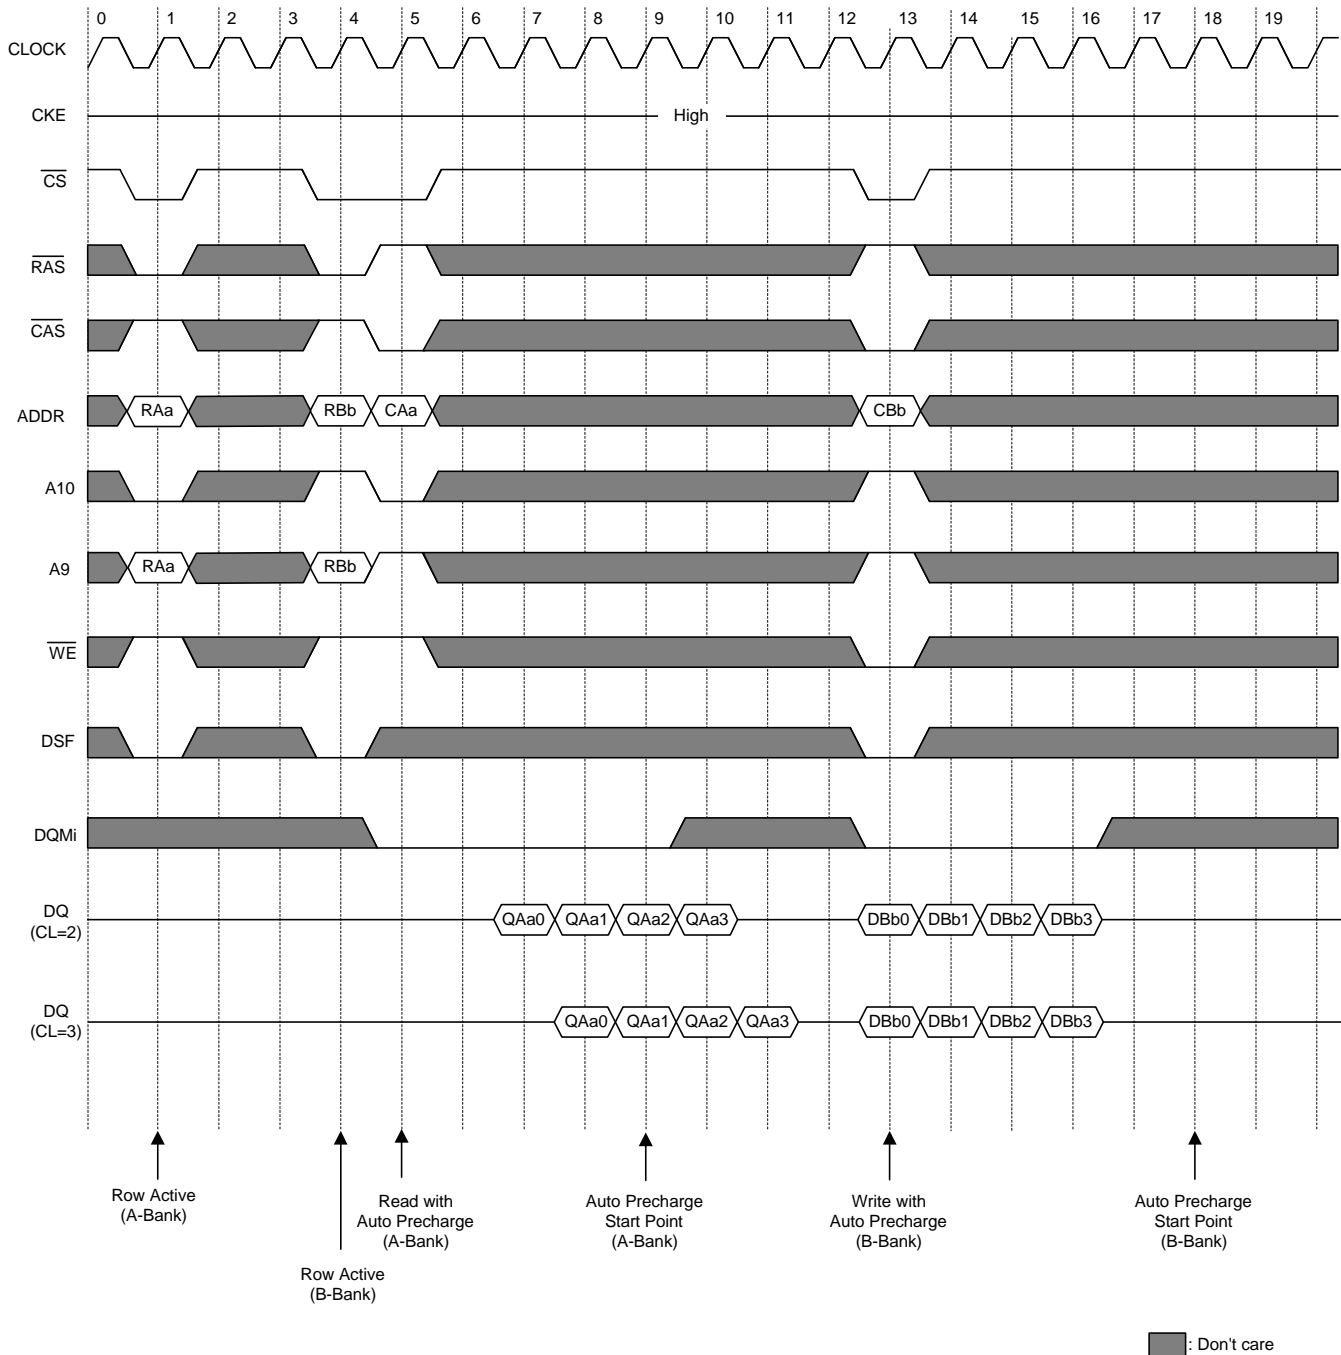 0 1 2 3 4 5 6 7 8 9 10 11 12 13 14 15 16 17 18 19
CLOCK
CKE High
CS
RAS
CAS
ADDR RAa RBb CAa CBb
A10
A9 RAa RBb
WE
DSF
DQMi
DQ
(CL=2)
QAa0 QAa1 QAa2 QAa3 DBb0 DBb1 DBb2 DBb3
DQ
(CL=3)
QAa0 QAa1 QAa2 QAa3 DBb0 DBb1 DBb2 DBb3
Row Active
(A-Bank)
Row Active
(B-Bank)
Read with
Auto Precharge
(A-Bank)
Auto Precharge
Start Point
(A-Bank)
Write with
Auto Precharge
(B-Bank)
Auto Precharge
Start Point
(B-Bank)
: Don't care